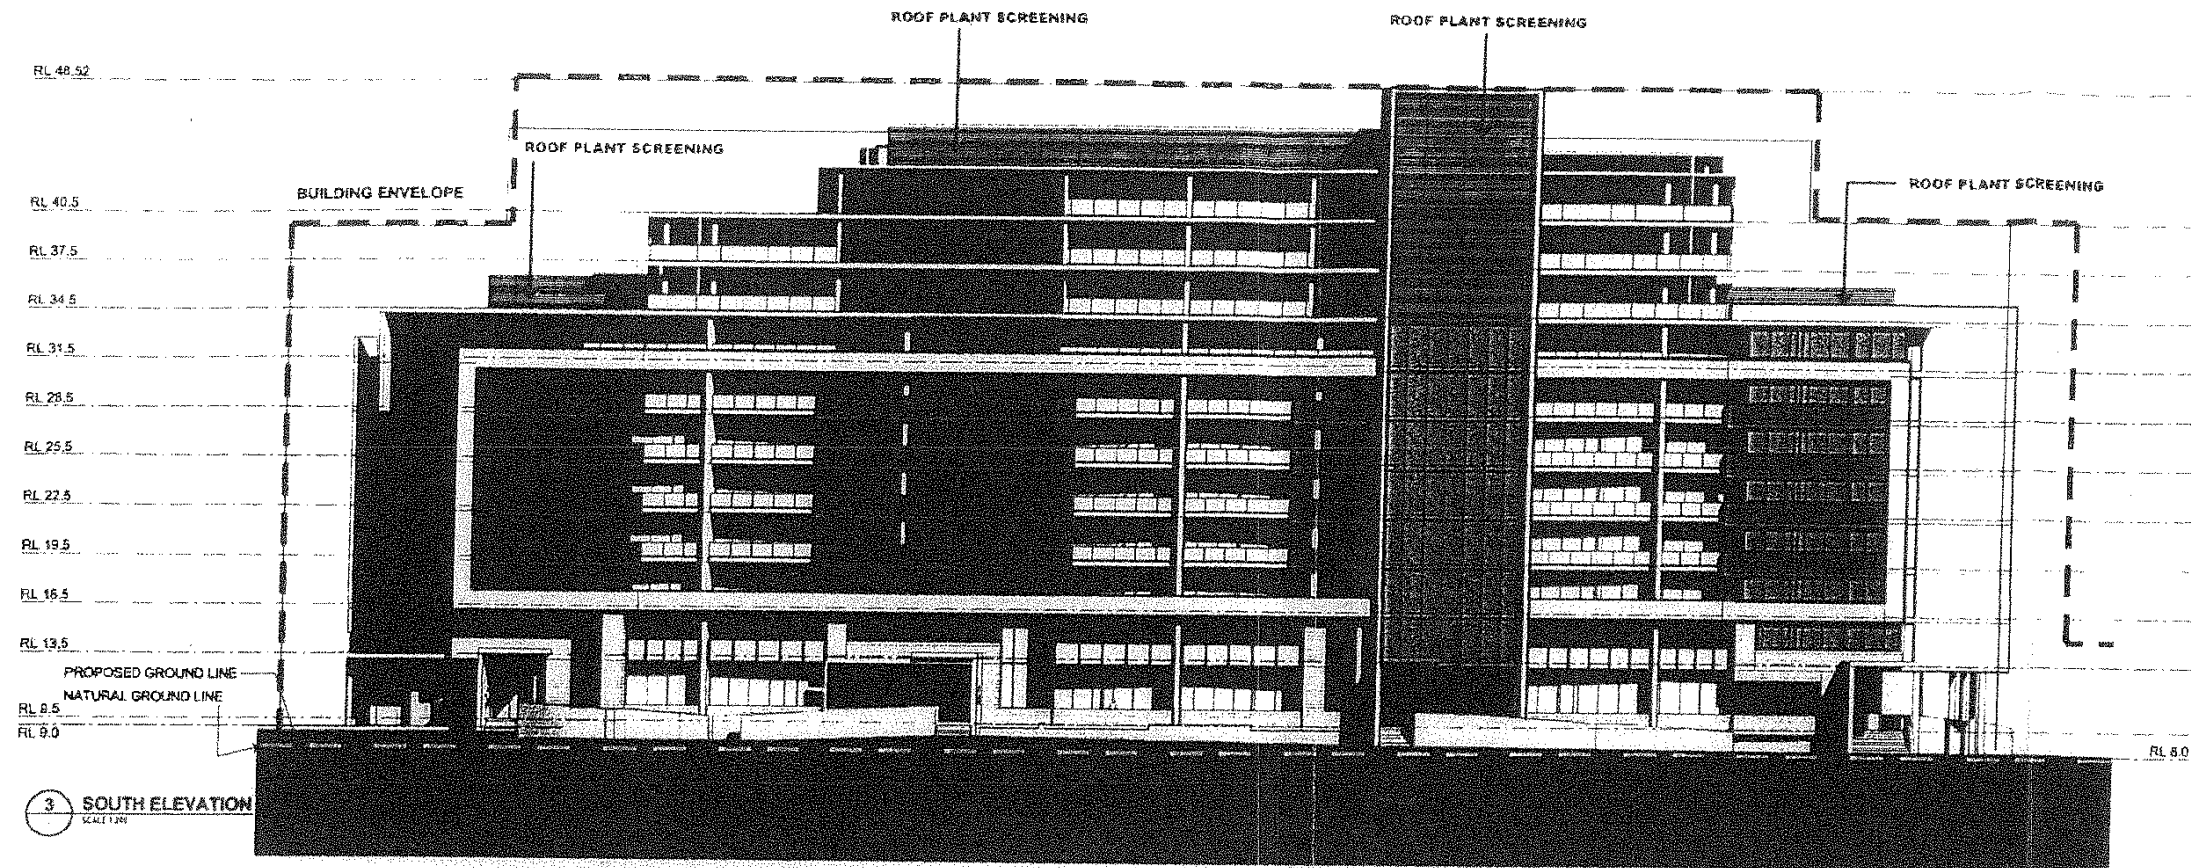 ROOF PLANT SCREENING
ROOF PLANT SCREENING
RL 48.52
ROOF PLANT SCREENING
BUILDING ENVELOPE
ROOF PLANT SCREENING
RL 40.5
RL 37.5
RL 34.5
RL 31.5
RL 28.5
RL 25.5
RL 22.5
RL 19.5
RL 16.5
RL 13.5
PROPOSED GROUND LINE
NATURAL GROUND LINE
RL 9.5
RL 9.0
RL 8.0
3 SOUTH ELEVATION